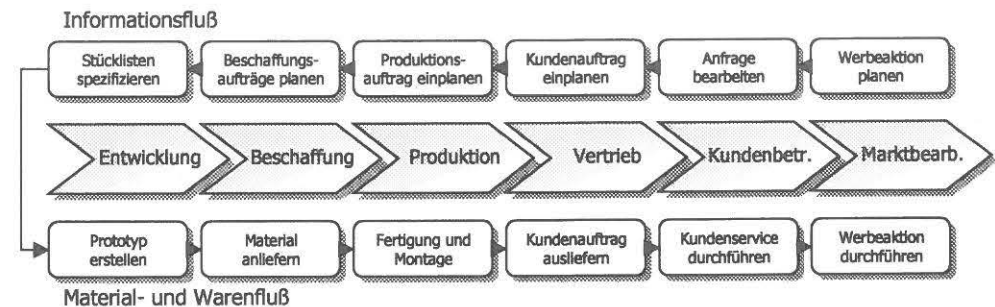 Informationsfluß
Stücklisten
spezifizieren
Beschaffungs-
aufträge planen
Produktions-
auftrag einplanen
Kundenauftrag
einplanen
Anfrage
bearbeiten
Werbeaktion
planen
Entwicklung
Beschaffung
Produktion
Vertrieb
Kundenbetr.
Marktbearb.
Prototyp
erstellen
Material
anliefern
Fertigung und
Montage
Kundenauftrag
ausliefern
Kundenservice
durchführen
Werbeaktion
durchführen
Material- und Warenfluß